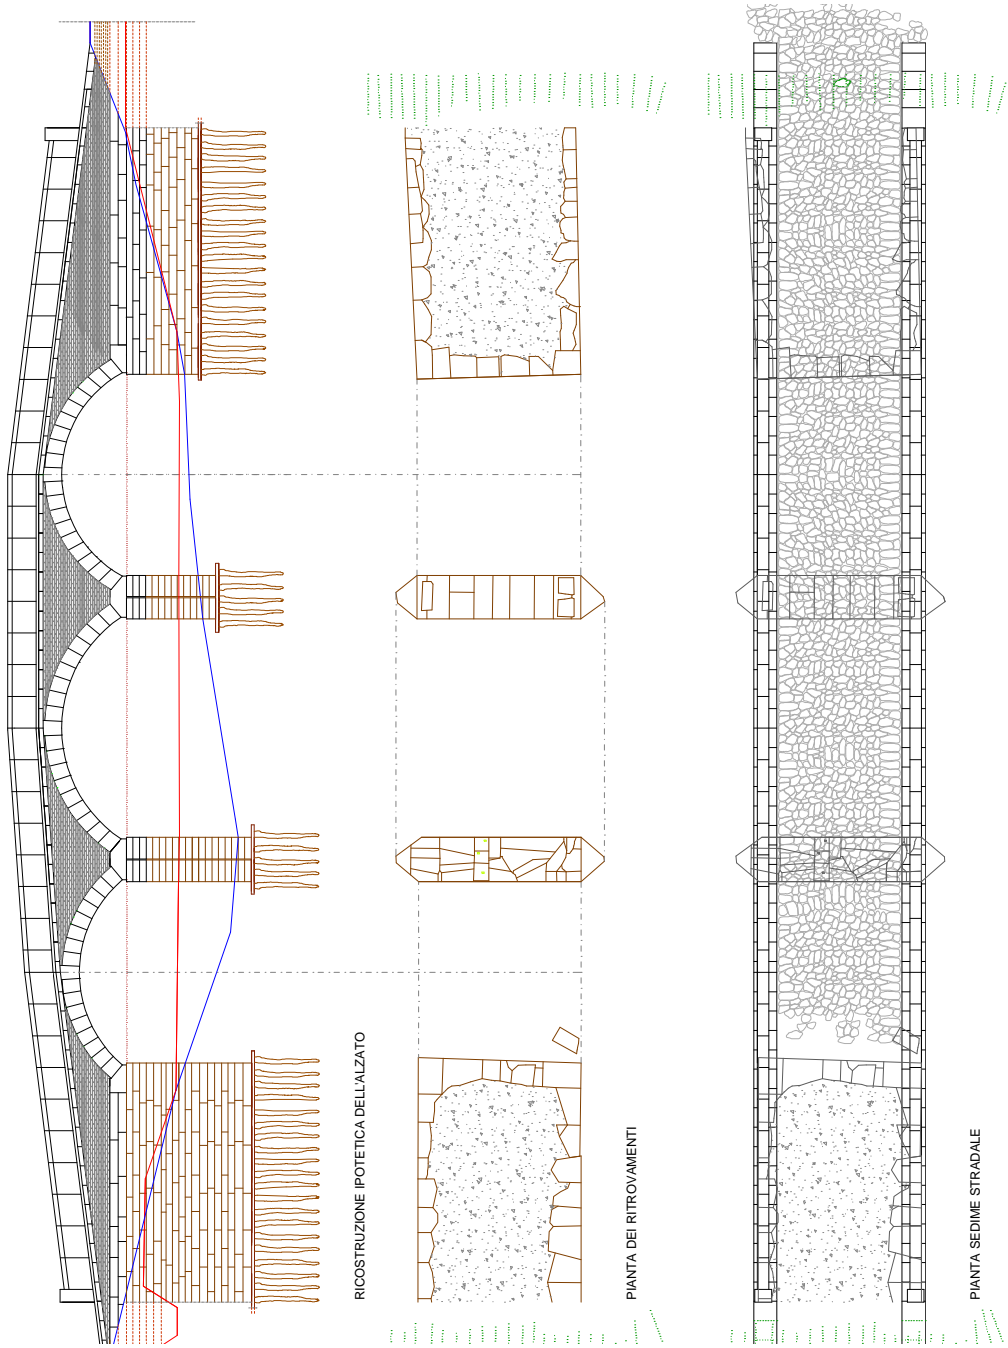 RICOSTRUZIONE IPOTETICA DELL'ALZATO
PIANTA DEI RITROVAMENTI
PIANTA SEDIME STRADALE